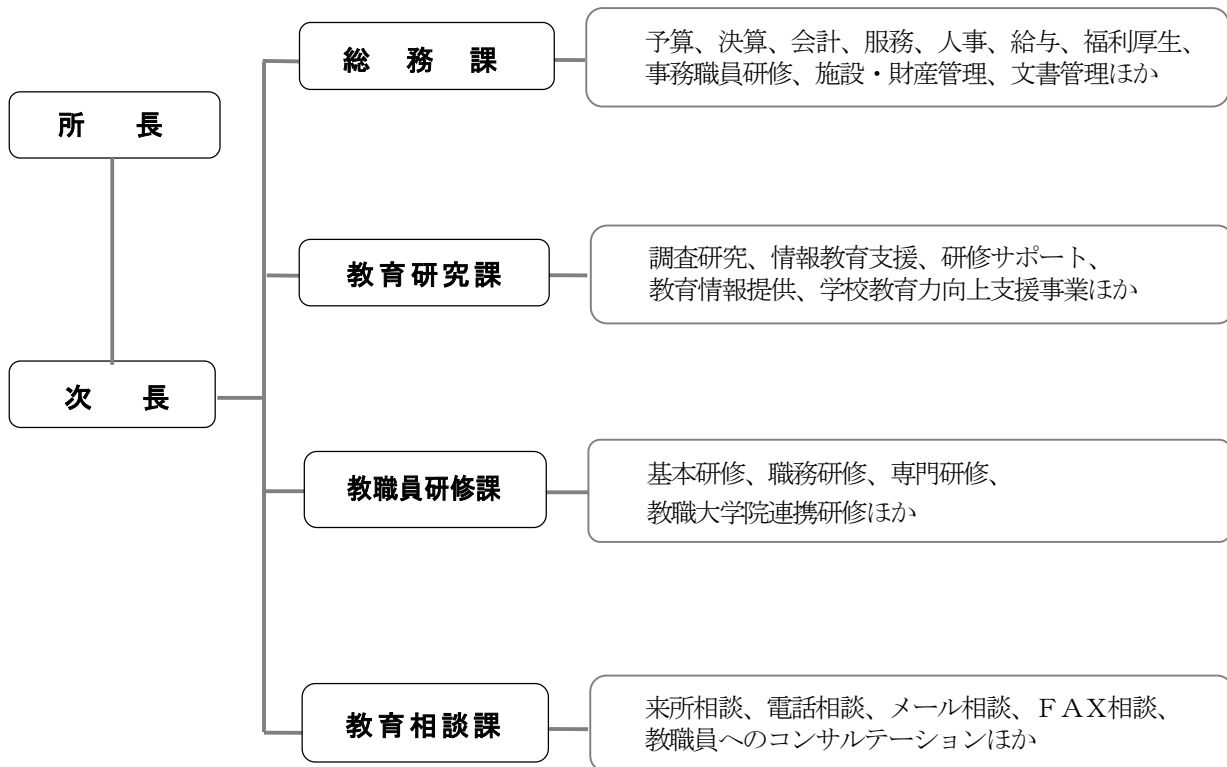 所　長
次　長
総　務　課
予算、決算、会計、服務、人事、給与、福利厚生、
事務職員研修、施設・財産管理、文書管理ほか
教育研究課
調査研究、情報教育支援、研修サポート、
教育情報提供、学校教育力向上支援事業ほか
教職員研修課
基本研修、職務研修、専門研修、
教職大学院連携研修ほか
教育相談課
来所相談、電話相談、メール相談、ＦＡＸ相談、
教職員へのコンサルテーションほか